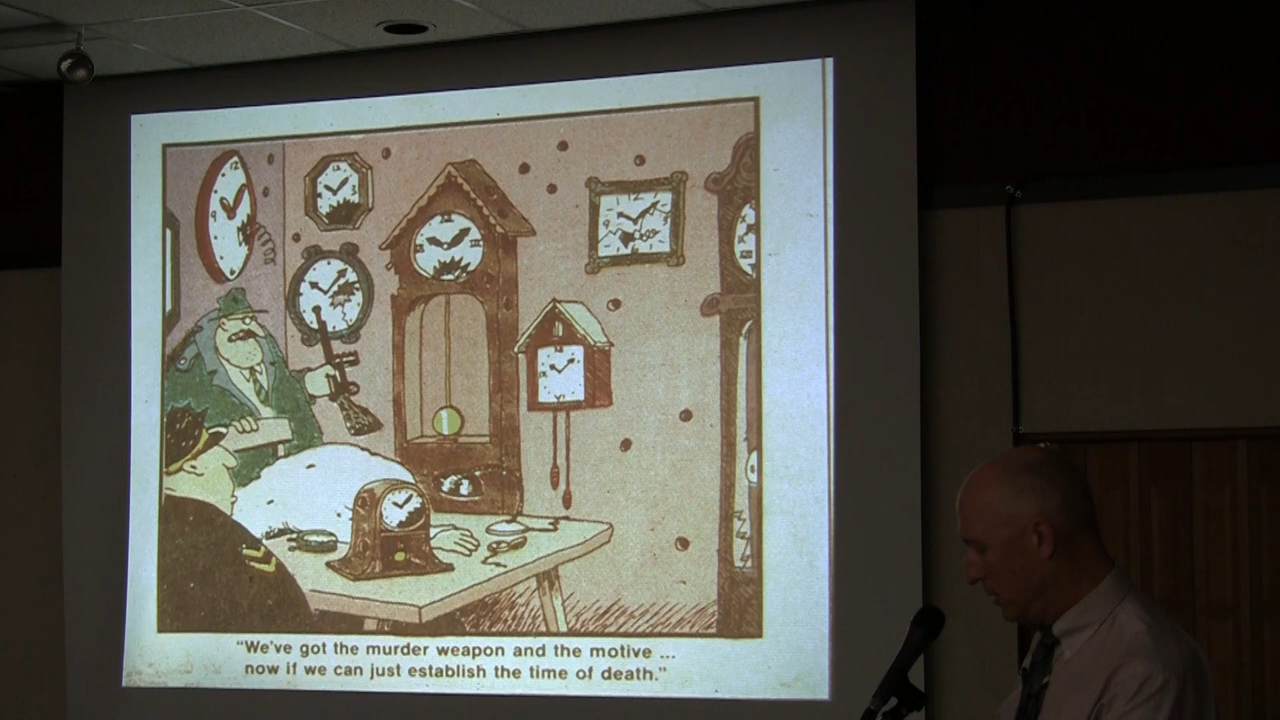 "We've got the murder weapon and the motive ...
now if we can just establish the time of death."